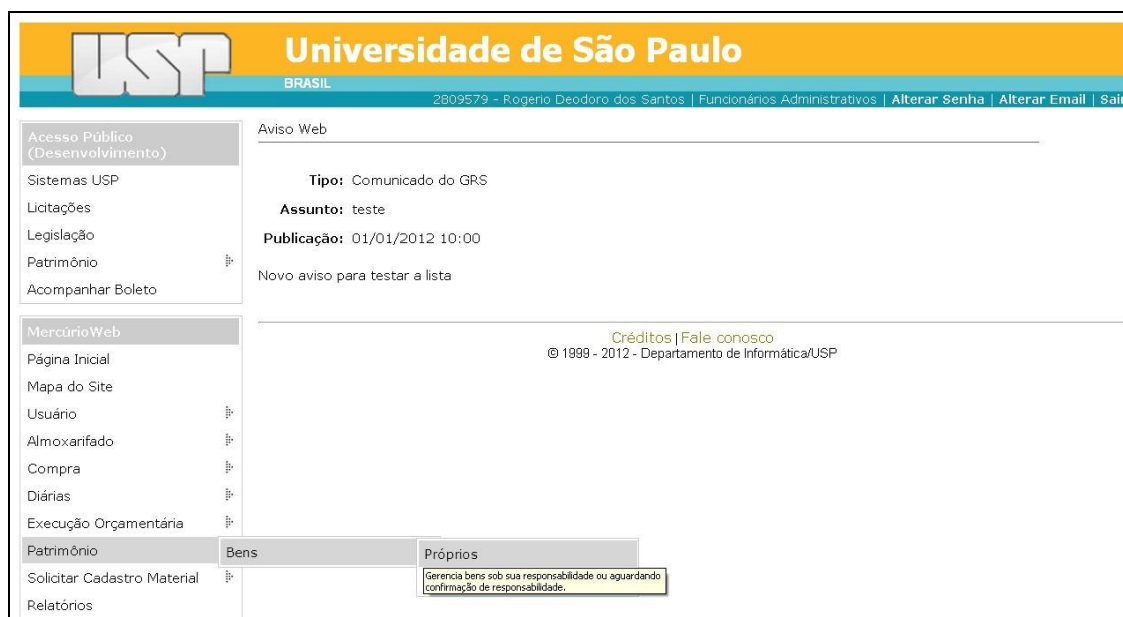 USP
Universidade de São Paulo
BRASIL
2809579 - Rogerio Deodoro dos Santos | Funcionários Administrativos | Alterar Senha | Alterar Email | Sair
Acesso Público
(Desenvolvimento)
Sistemas USP
Licitações
Legislação
Patrimônio
Acompanhar Boleto
MercúrioWeb
Página Inicial
Mapa do Site
Usuário
Almoxarifado
Compra
Diárias
Execução Orçamentária
Patrimônio
Solicitar Cadastro Material
Relatórios
Bens
Próprios
Gerencia bens sob sua responsabilidade ou aguardando
confirmação de responsabilidade.
Aviso Web
Tipo: Comunicado do GRS
Assunto: teste
Publicação: 01/01/2012 10:00
Novo aviso para testar a lista
Créditos | Fale conosco
© 1999 - 2012 - Departamento de Informática/USP